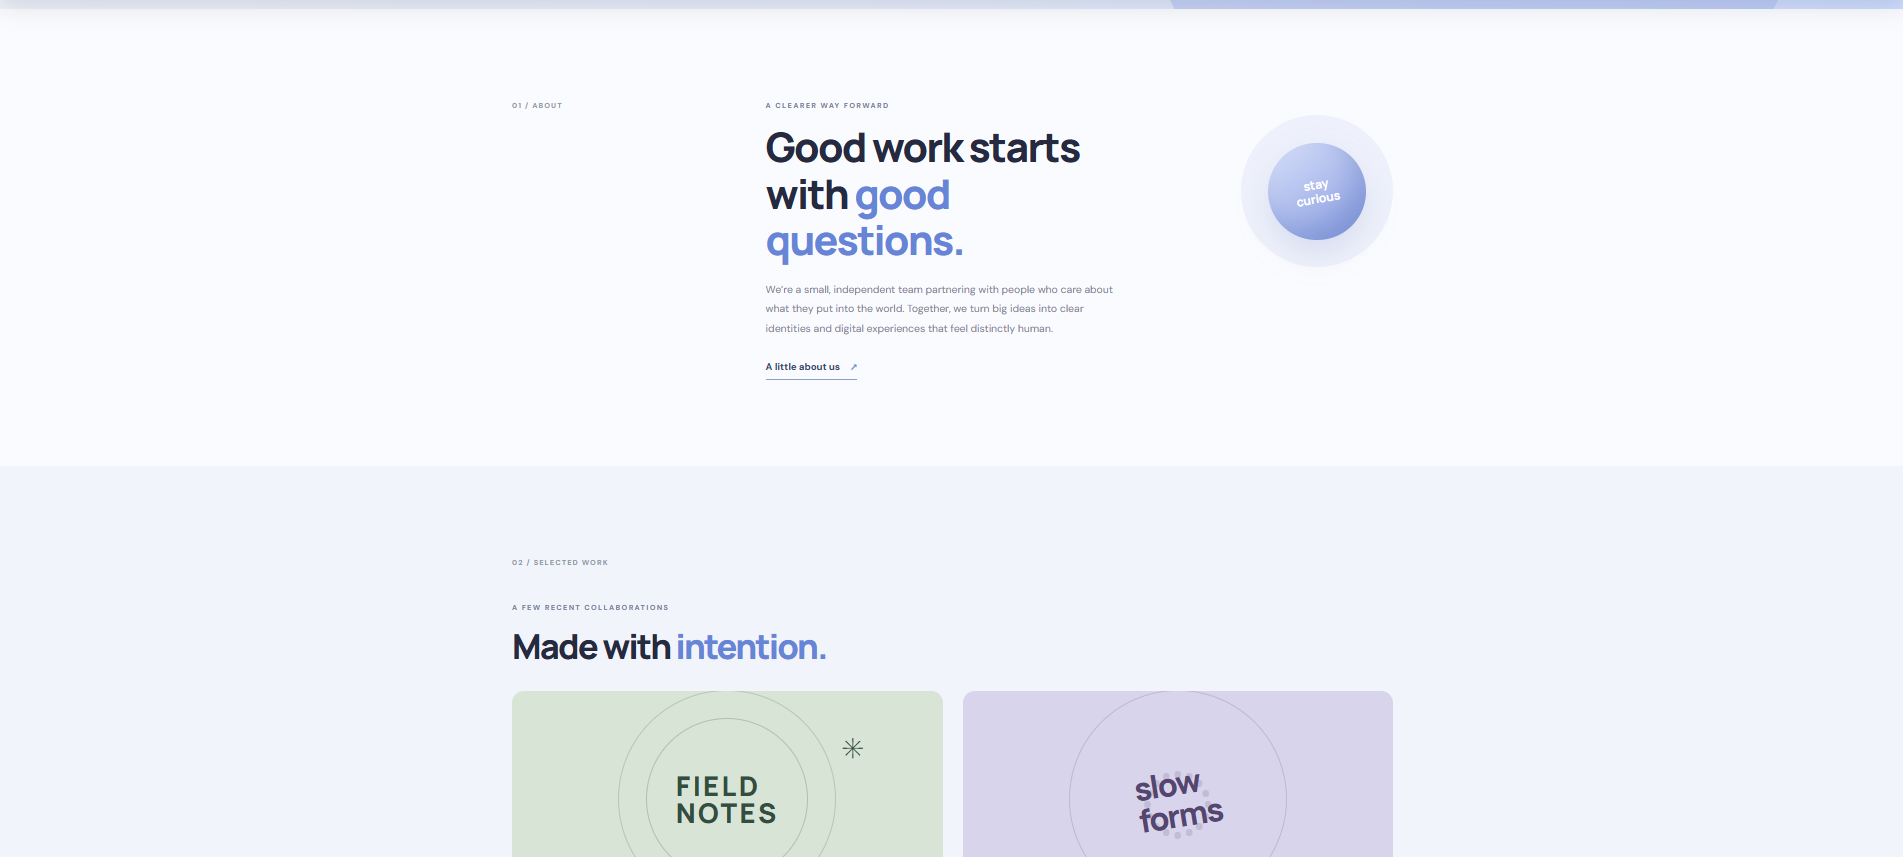 01 / ABOUT
A CLEARER WAY FORWARD
Good work starts
with good
questions.
We're a small, independent team partnering with people who care about
what they put into the world. Together, we turn big ideas into clear
identities and digital experiences that feel distinctly human.
A little about us ↗
stay
curious
02 / SELECTED WORK
A FEW RECENT COLLABORATIONS
Made with intention.
FIELD
NOTES
slow
forms